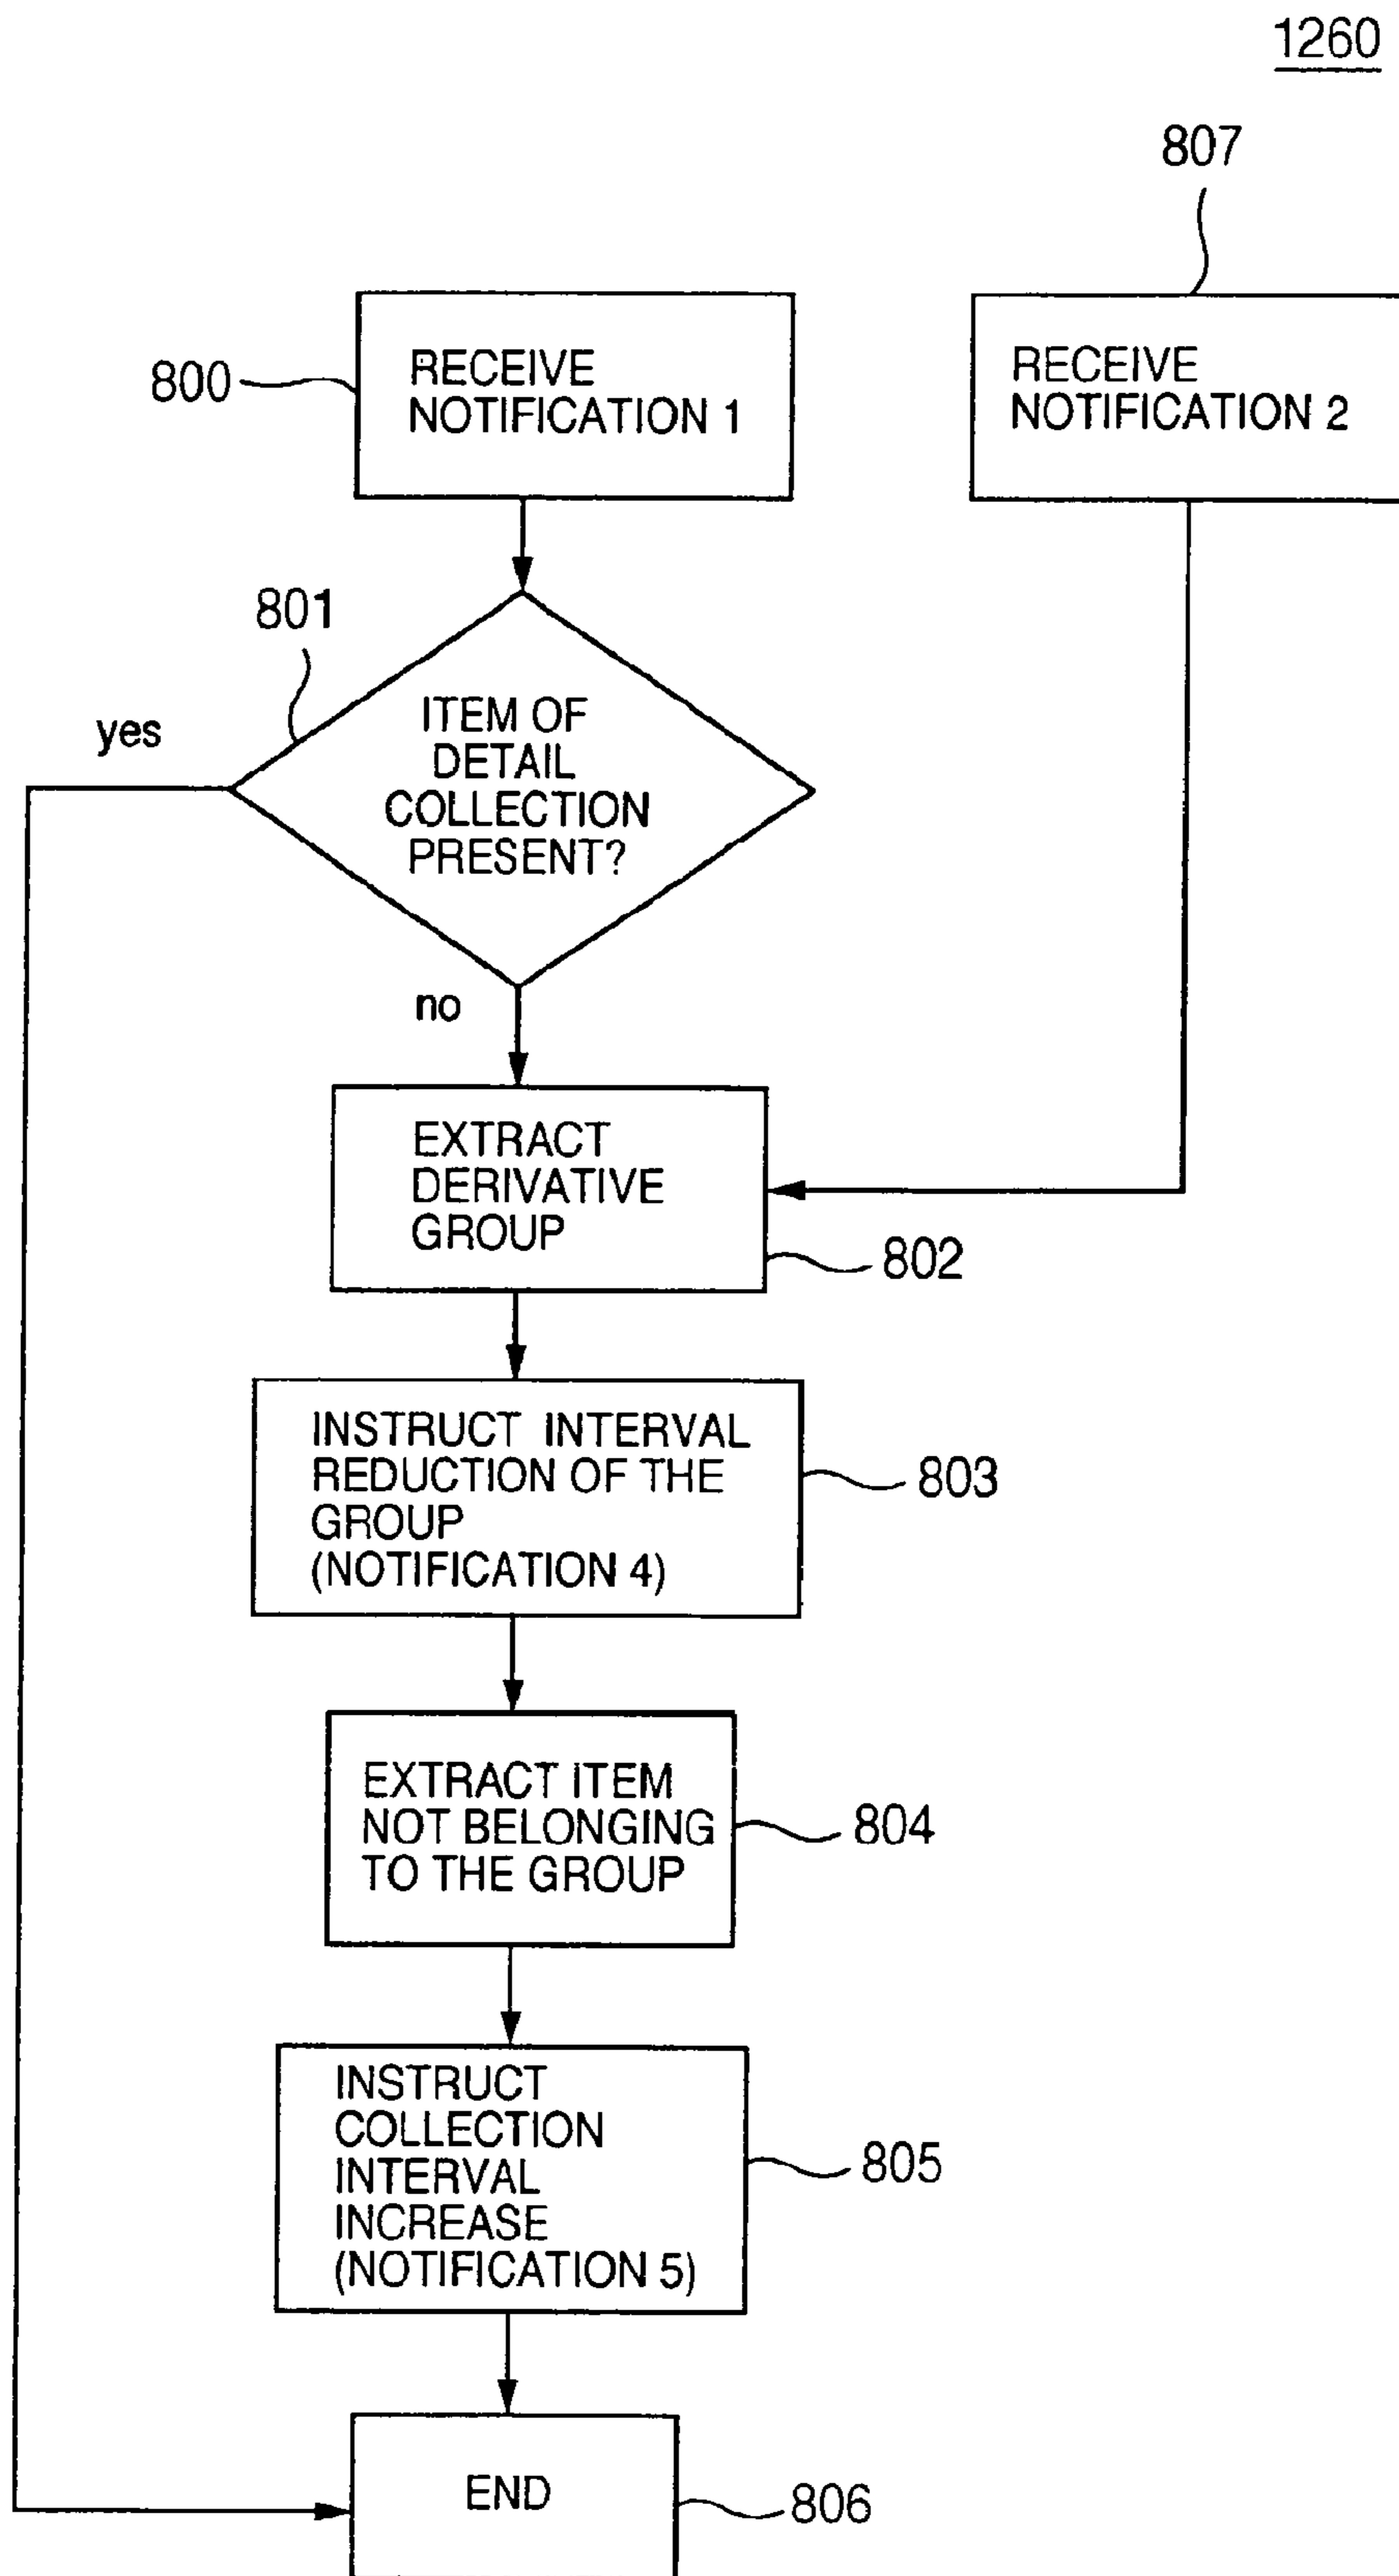 1260
807
800
RECEIVE
NOTIFICATION 1
RECEIVE
NOTIFICATION 2
801
yes
ITEM OF
DETAIL
COLLECTION
PRESENT?
no
EXTRACT
DERIVATIVE
GROUP
802
INSTRUCT INTERVAL
REDUCTION OF THE
GROUP
(NOTIFICATION 4)
803
EXTRACT ITEM
NOT BELONGING
TO THE GROUP
804
INSTRUCT
COLLECTION
INTERVAL
INCREASE
(NOTIFICATION 5)
805
END
806